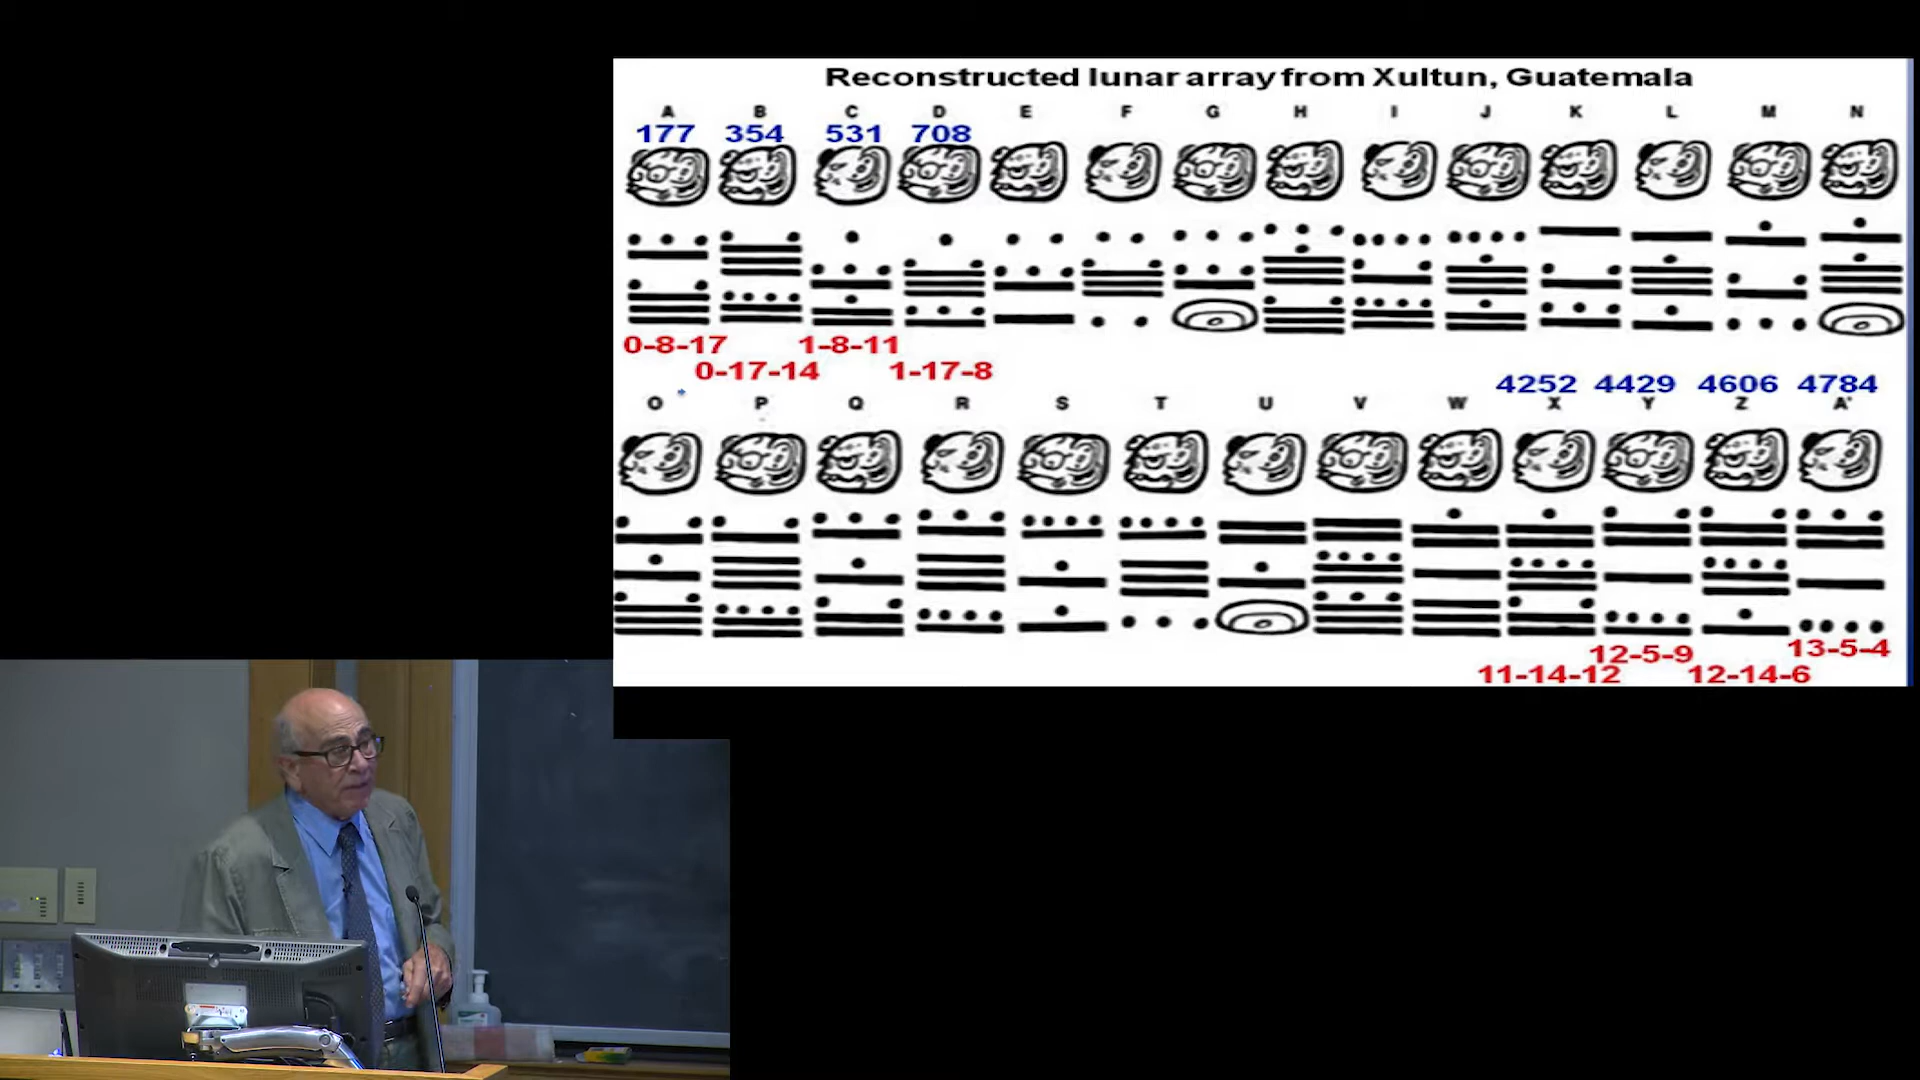 Reconstructed lunar array from Xultun, Guatemala
A B C D E F G H I J K L M N
177 354 531 708
0-8-17 1-8-11
0-17-14 1-17-8
4252 4429 4606 4784
O * P Q R S T U V W X Y Z A'
12-5-9 13-5-4
11-14-12 12-14-6